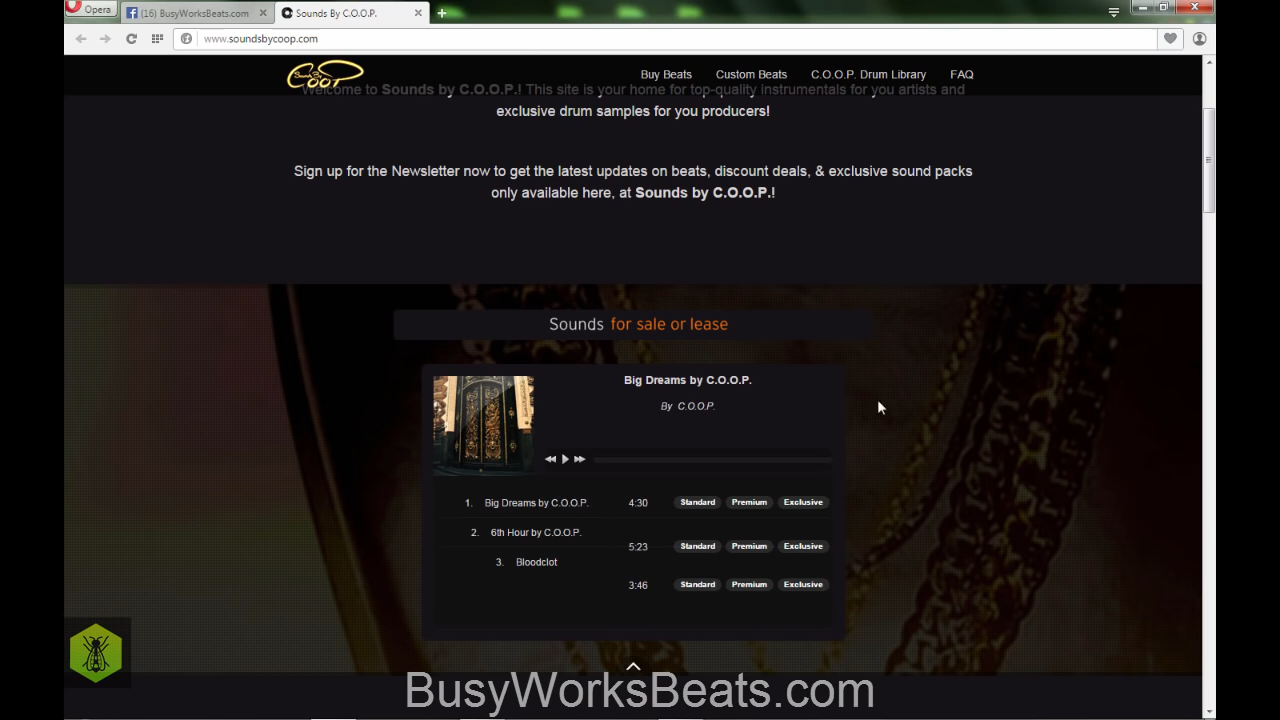 Opera
(16) BusyWorksBeats.com
Sounds By C.O.O.P.
www.soundsbycoop.com
Sounds By
COOP
Buy Beats
Custom Beats
C.O.O.P. Drum Library
FAQ
Welcome to Sounds by C.O.O.P.! This site is your home for top-quality instrumentals for you artists and
exclusive drum samples for you producers!
Sign up for the Newsletter now to get the latest updates on beats, discount deals, & exclusive sound packs
only available here, at Sounds by C.O.O.P.!
Sounds for sale or lease
Big Dreams by C.O.O.P.
By C.O.O.P.
1. Big Dreams by C.O.O.P. 4:30 Standard Premium Exclusive
2. 6th Hour by C.O.O.P.
5:23 Standard Premium Exclusive
3. Bloodclot
3:46 Standard Premium Exclusive
BusyWorksBeats.com